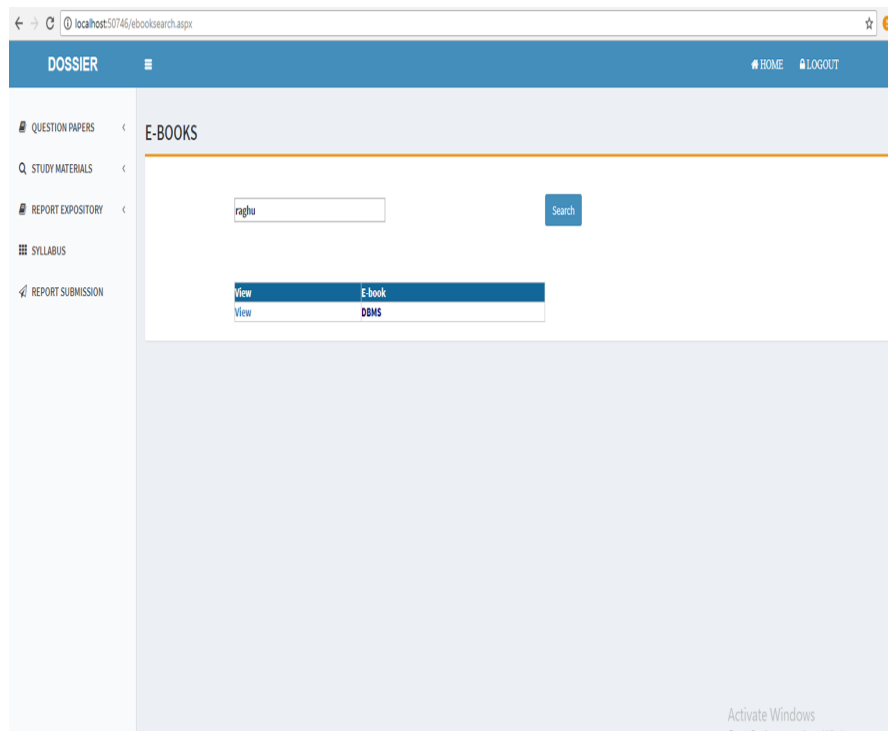 localhost:50746/ebooksearch.aspx
DOSSIER
HOME LOGOUT
QUESTION PAPERS
STUDY MATERIALS
REPORT EXPOSITORY
SYLLABUS
REPORT SUBMISSION
E-BOOKS
raghu Search
View E-book
View DBMS
Activate Windows